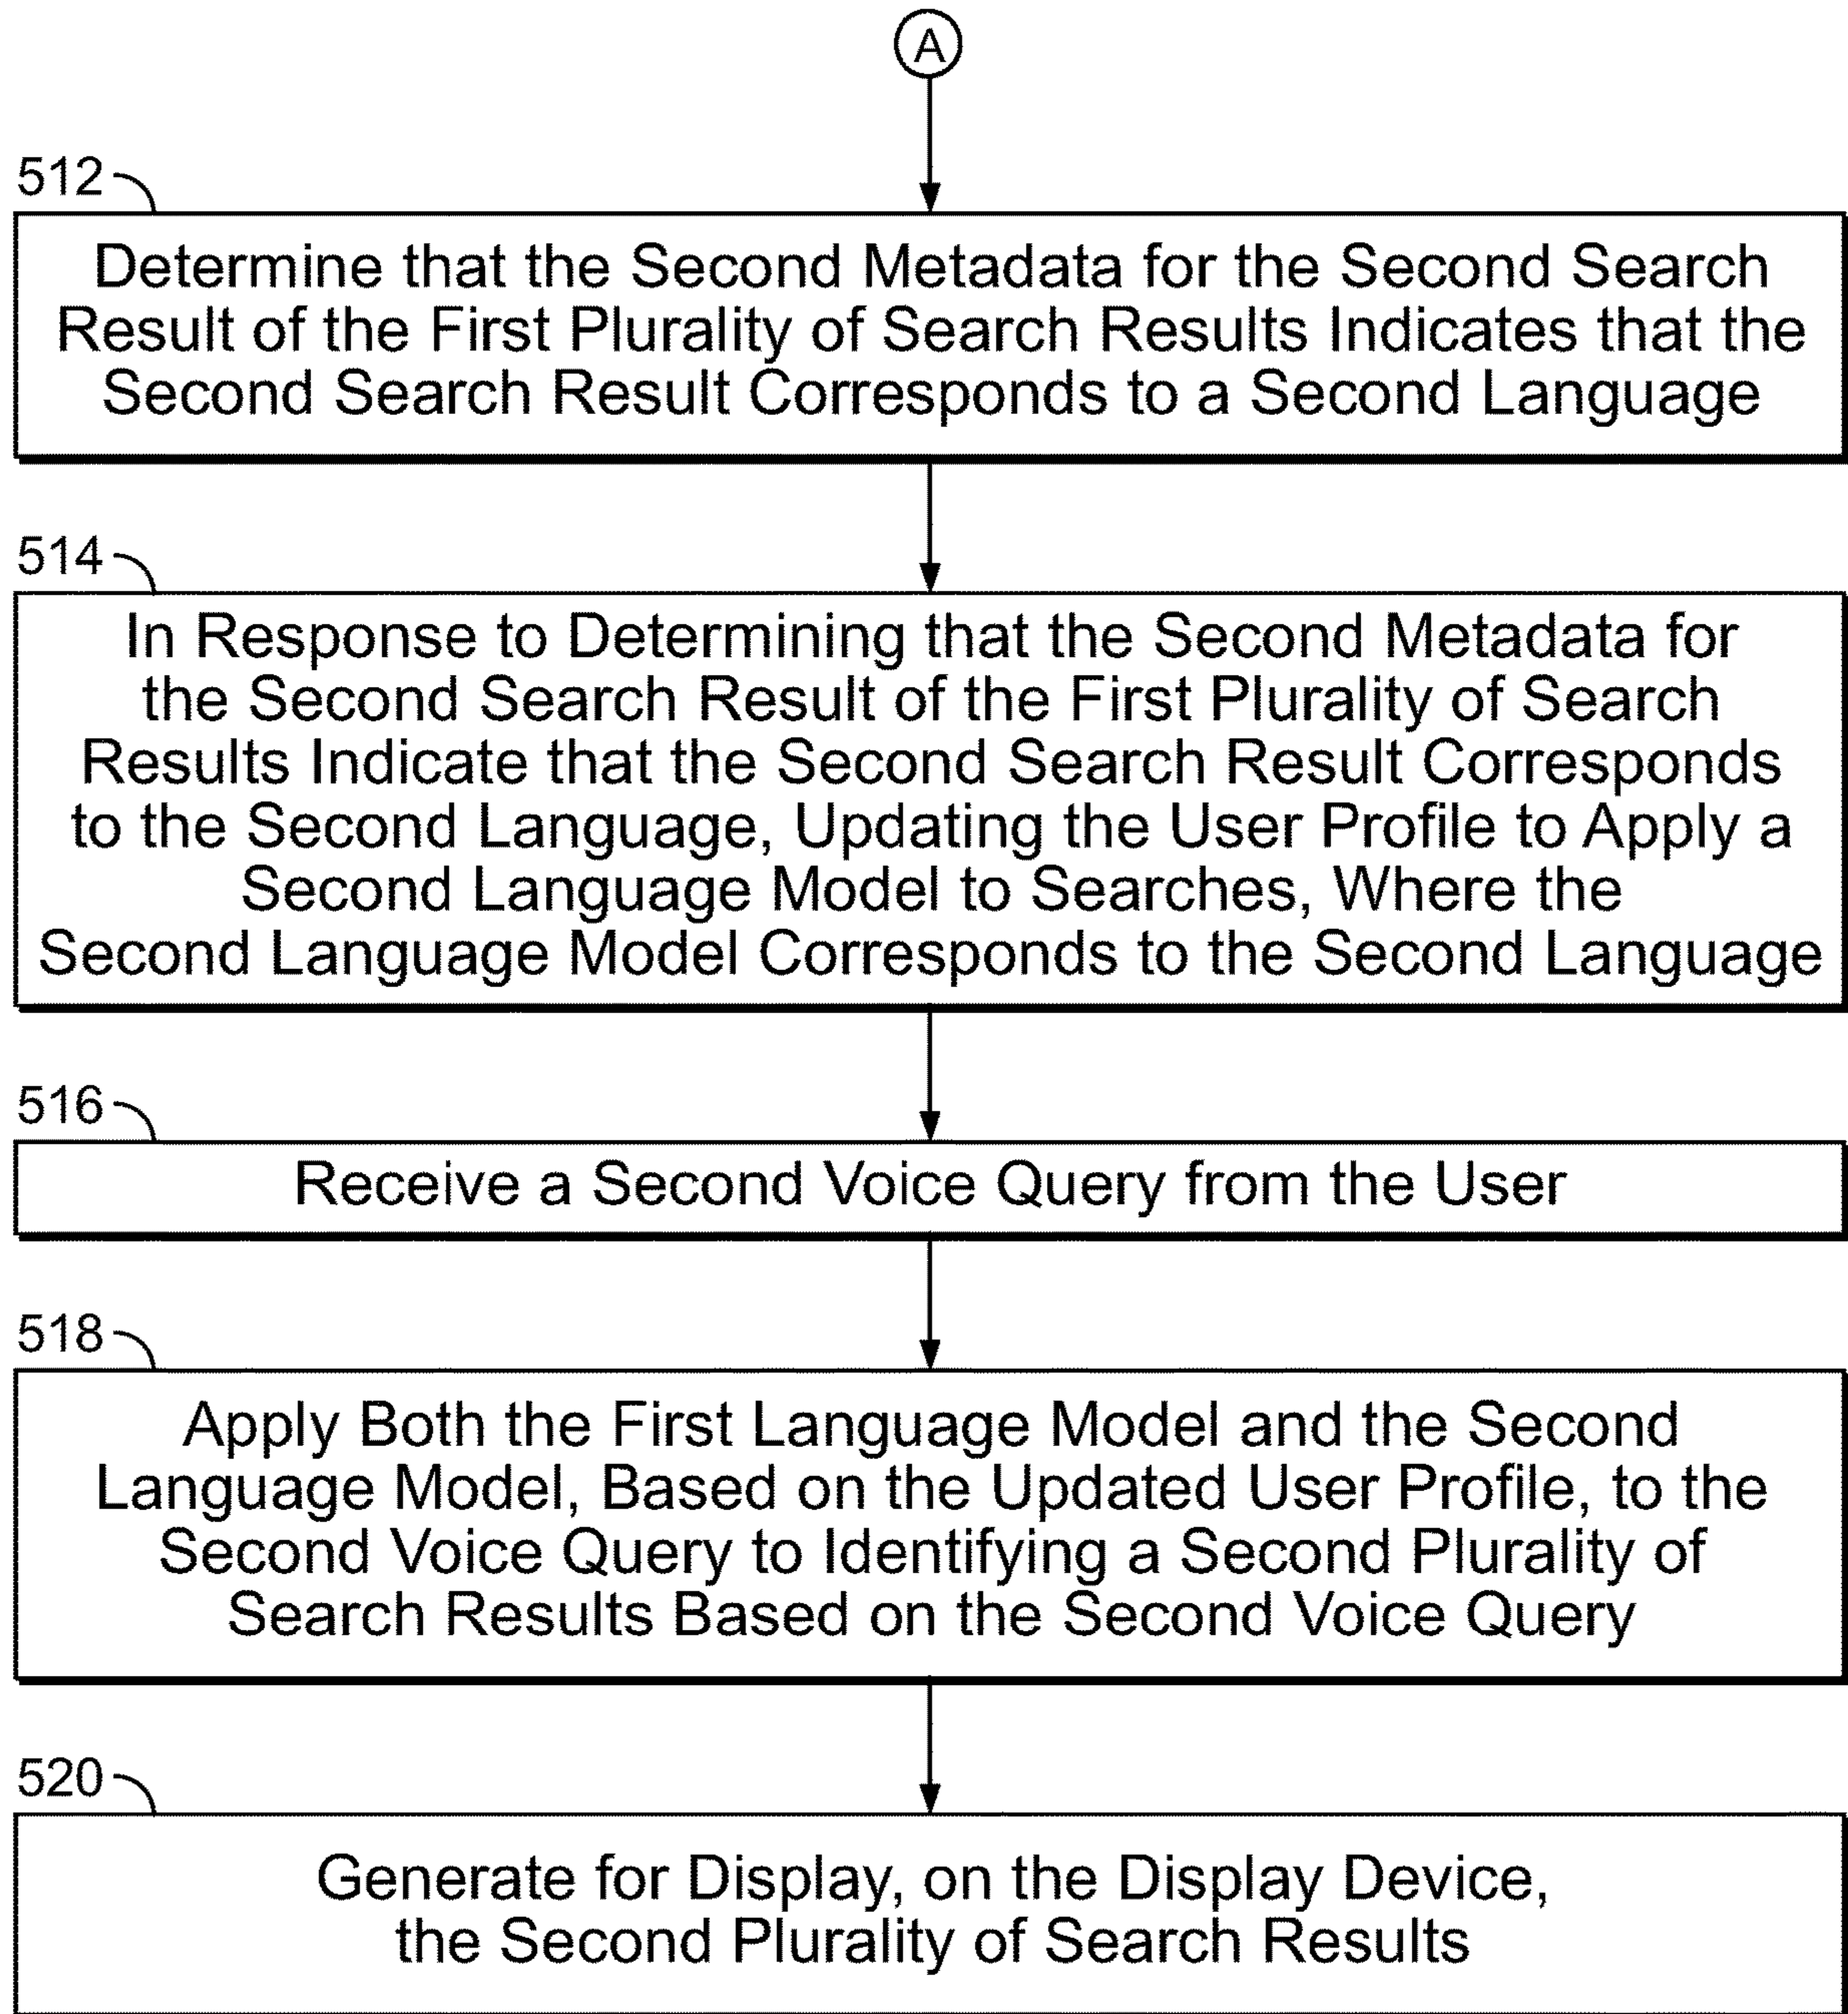 A
512
Determine that the Second Metadata for the Second Search
Result of the First Plurality of Search Results Indicates that the
Second Search Result Corresponds to a Second Language
514
In Response to Determining that the Second Metadata for
the Second Search Result of the First Plurality of Search
Results Indicate that the Second Search Result Corresponds
to the Second Language, Updating the User Profile to Apply a
Second Language Model to Searches, Where the
Second Language Model Corresponds to the Second Language
516
Receive a Second Voice Query from the User
518
Apply Both the First Language Model and the Second
Language Model, Based on the Updated User Profile, to the
Second Voice Query to Identifying a Second Plurality of
Search Results Based on the Second Voice Query
520
Generate for Display, on the Display Device,
the Second Plurality of Search Results